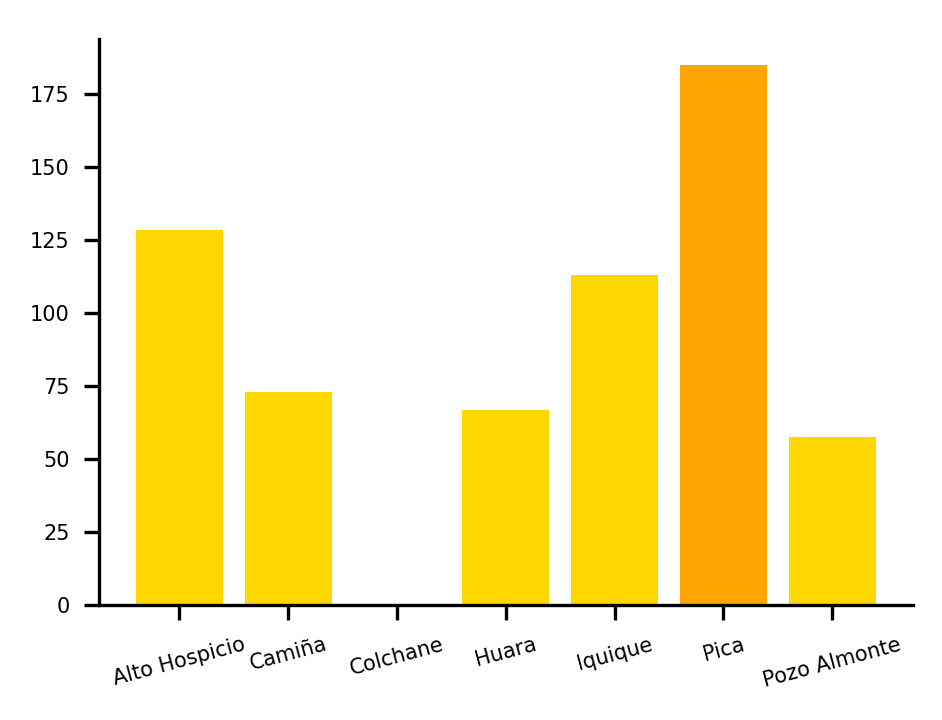 175
150
125
100
75
50
25
0
Alto Hospicio
Camiña
Colchane
Huara
Iquique
Pica
Pozo Almonte